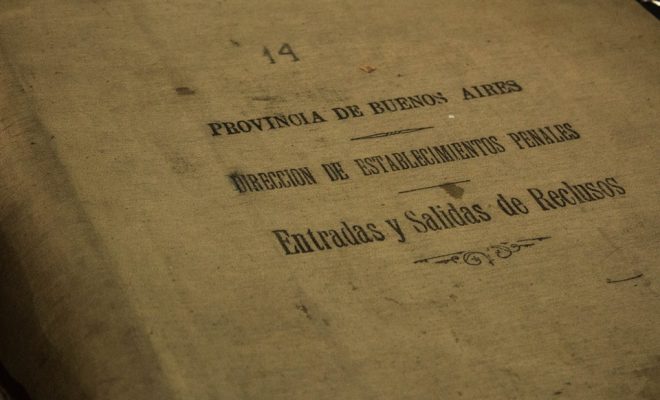 14
PROVINCIA DE BUENOS AIRES
DIRECCION DE ESTABLECIMIENTOS PENALES
Entradas y Salidas de Reclusos